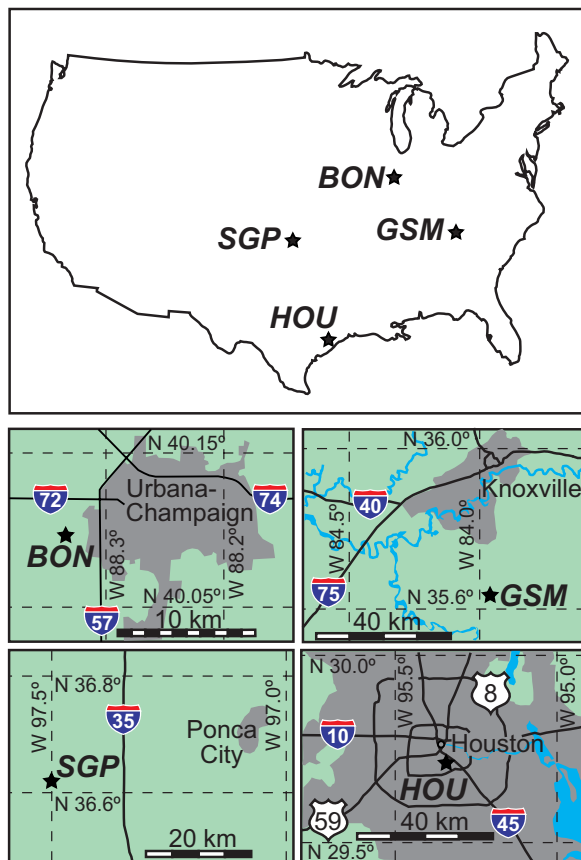 BON
SGP
GSM
HOU
N 40.15º
72
Urbana-
Champaign
74
BON
W 88.3º
W 88.2º
N 40.05º
57
10 km
N 36.0º
Knoxville
40
W 84.5º
W 84.0º
75
N 35.6º
GSM
40 km
W 97.5º
N 36.8º
W 97.0º
35
Ponca
City
SGP
N 36.6º
20 km
N 30.0º
W 95.5º
W 95.0º
8
10
Houston
HOU
59
40 km
45
N 29.5º